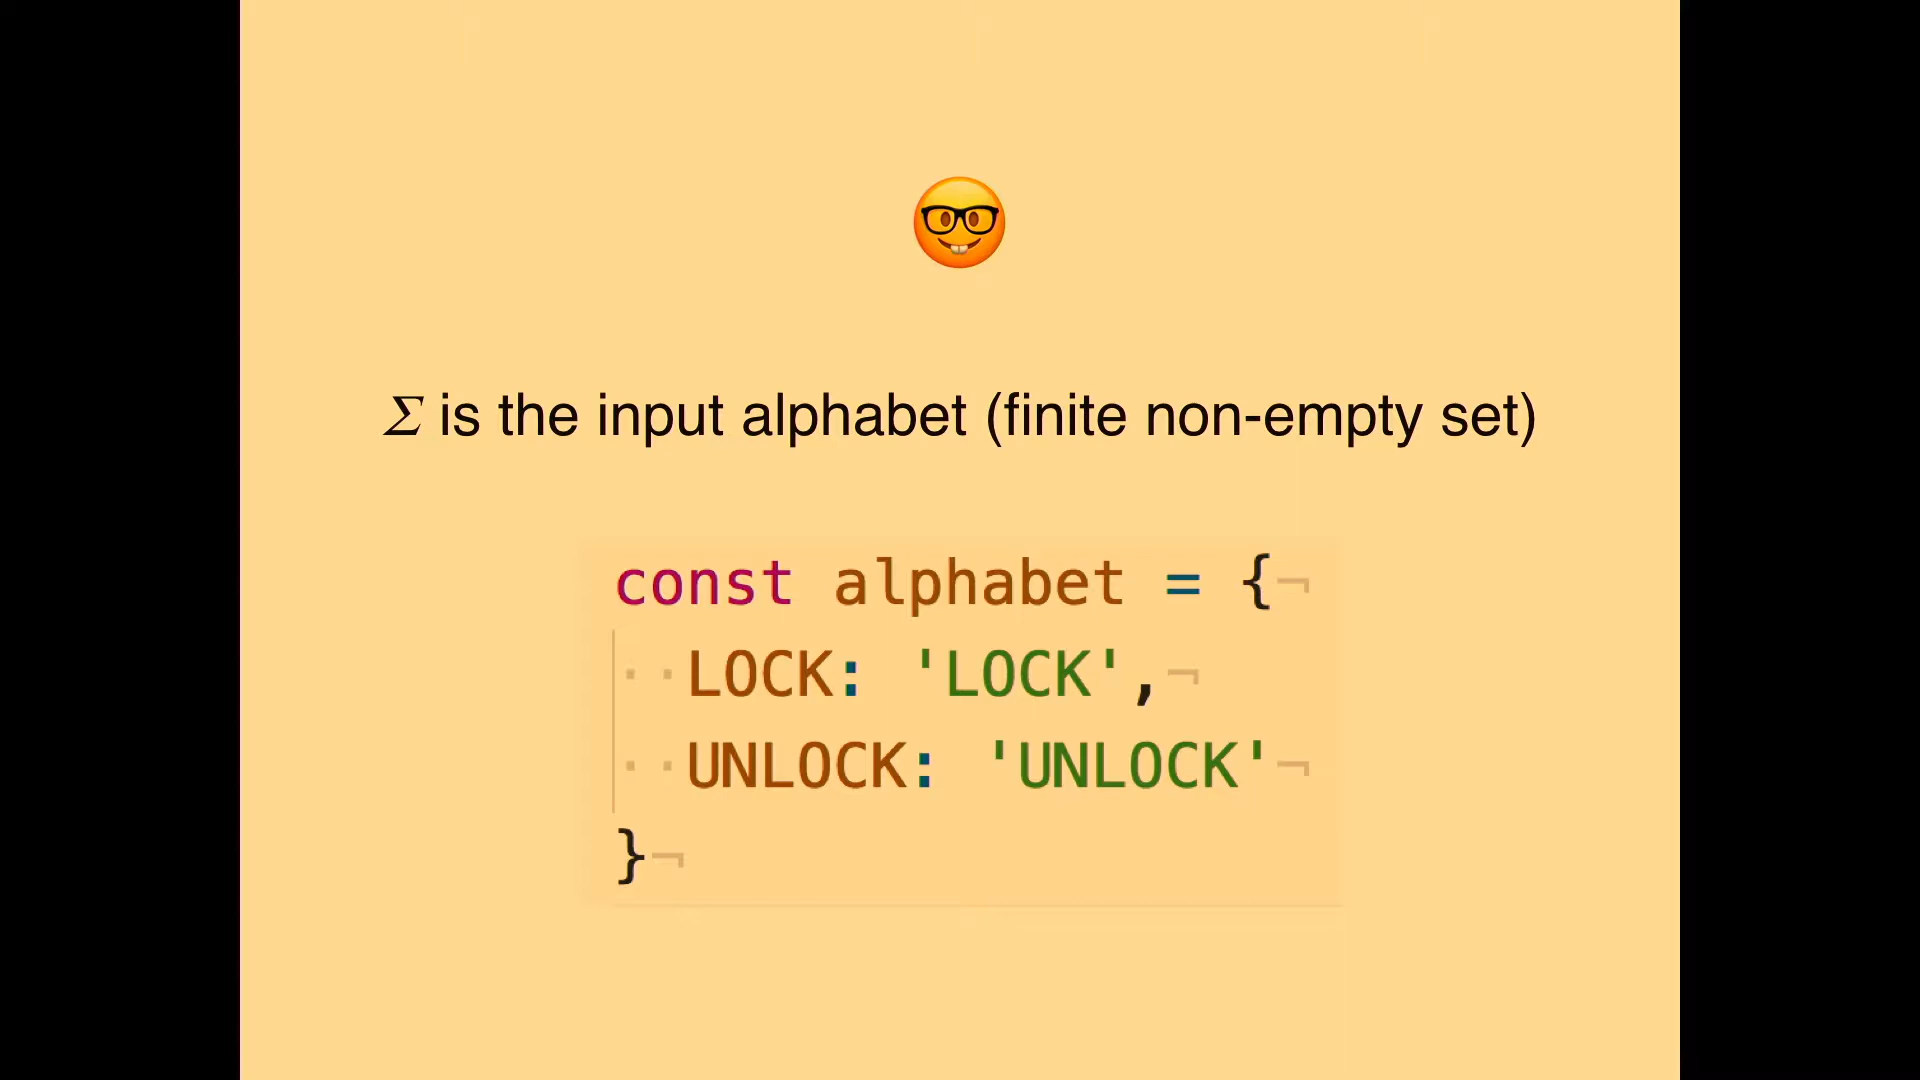 Σ is the input alphabet (finite non-empty set)
const alphabet = {¬
··LOCK: 'LOCK',¬
··UNLOCK: 'UNLOCK'¬
}¬